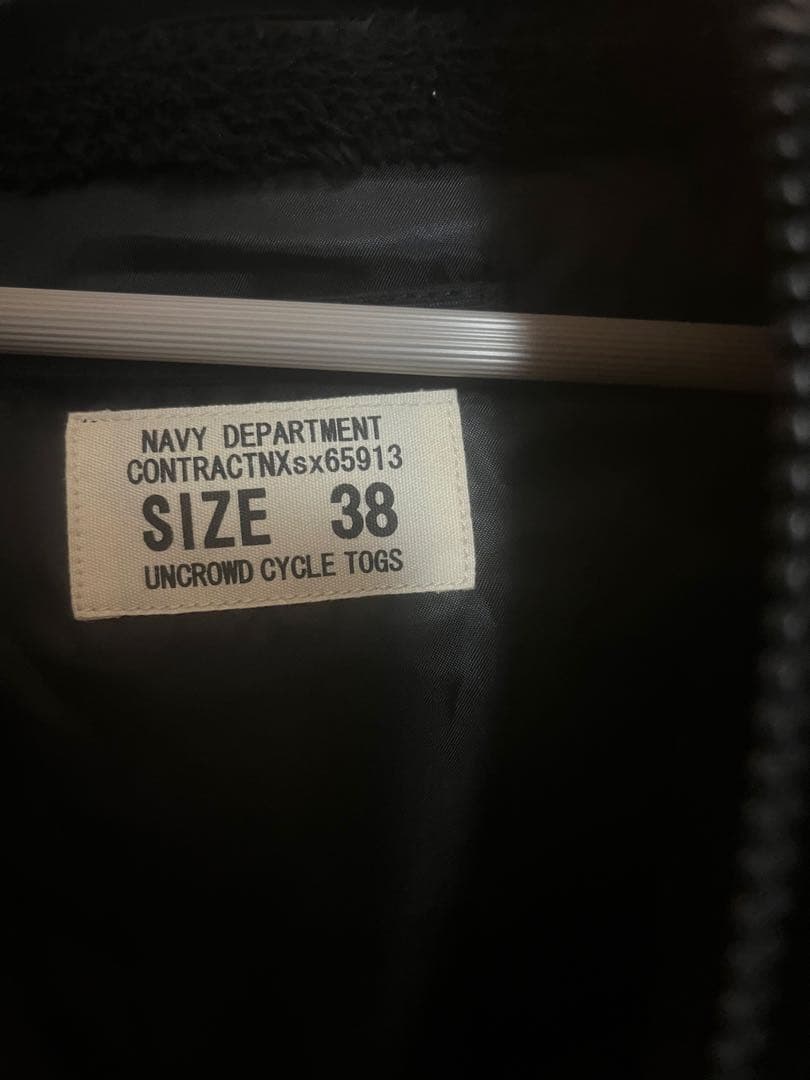 NAVY DEPARTMENT
CONTRACTNXsx65913
SIZE 38
UNCROWD CYCLE TOGS